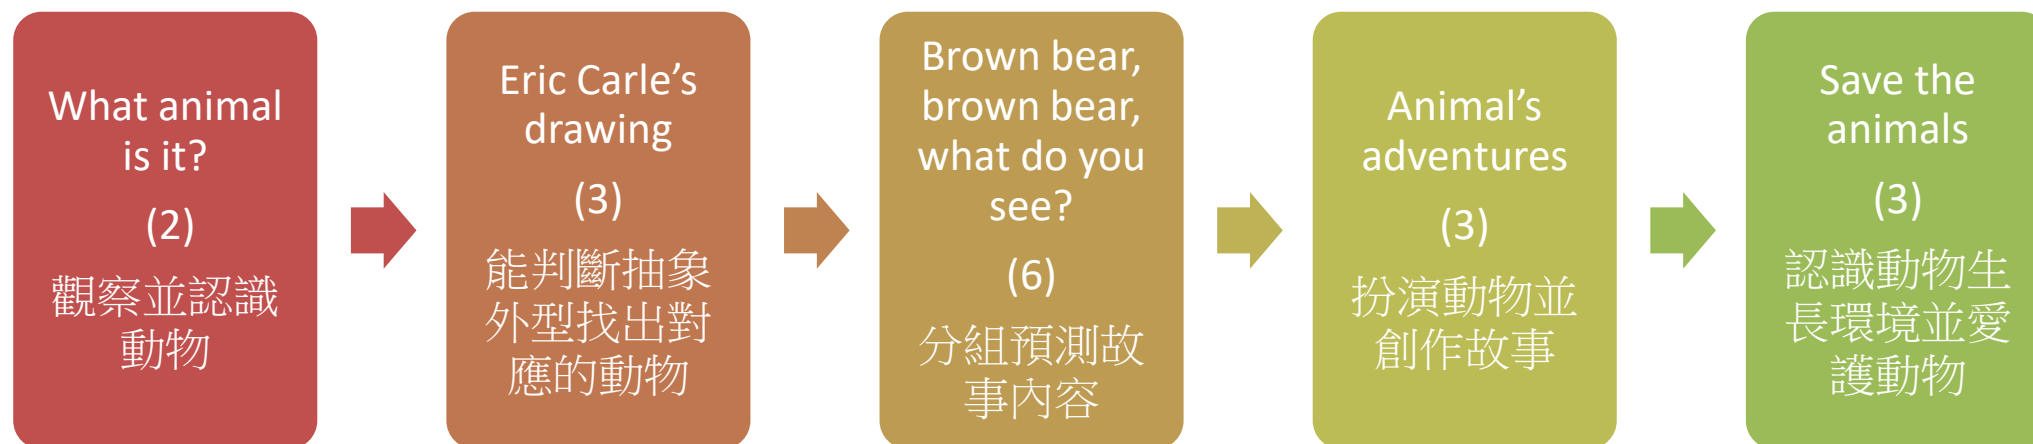 What animal
is it?
(2)
觀察並認識
動物
Eric Carle’s
drawing
(3)
能判斷抽象
外型找出對
應的動物
Brown bear,
brown bear,
what do you
see?
(6)
分組預測故
事內容
Animal’s
adventures
(3)
扮演動物並
創作故事
Save the
animals
(3)
認識動物生
長環境並愛
護動物